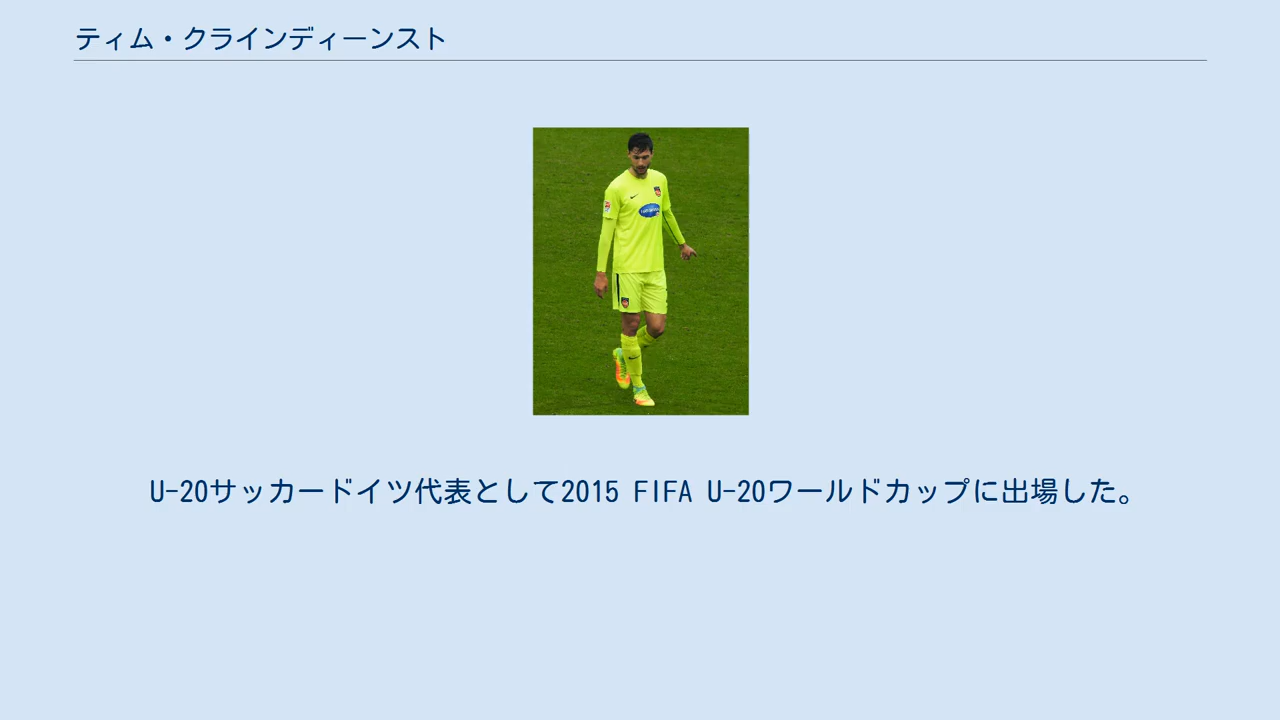 ティム・クラインディーンスト
U-20サッカードイツ代表として2015 FIFA U-20ワールドカップに出場した。